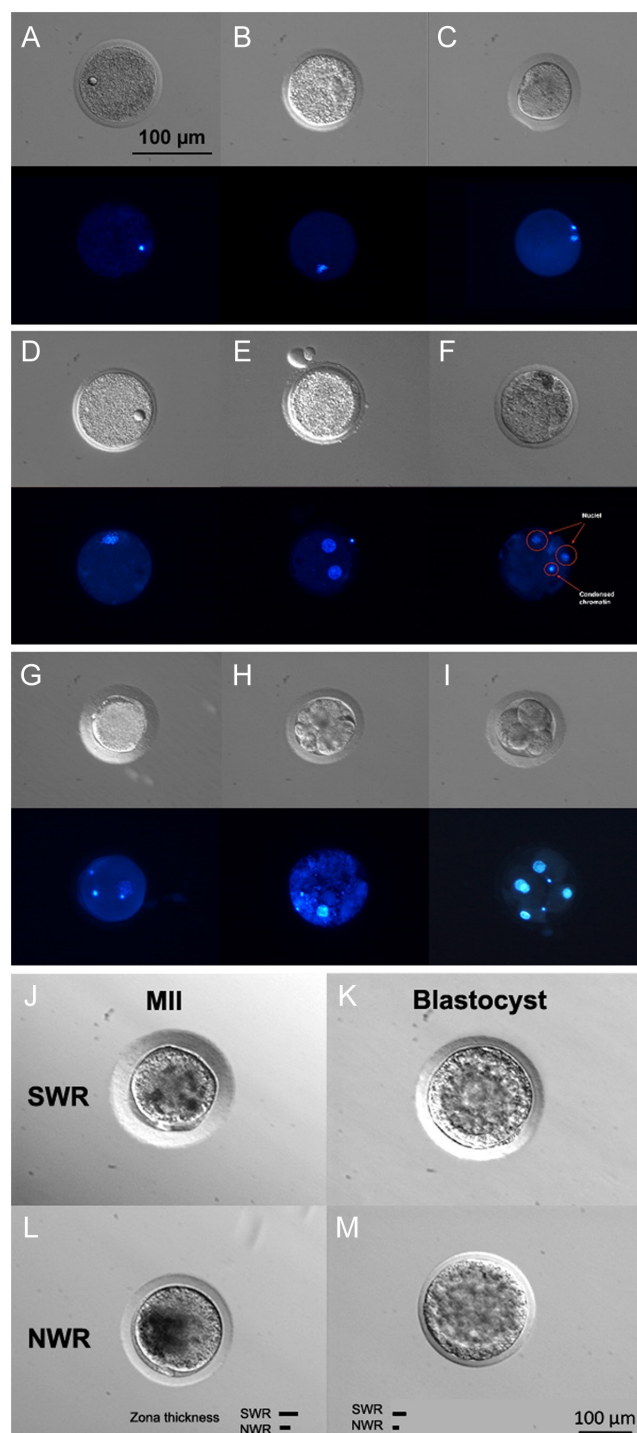 A B C
100 µm
D E F
Nuclei
Condensed
chromatin
G H I
J MII K Blastocyst
SWR
L M
NWR
Zona thickness SWR SWR
NWR NWR 100 µm